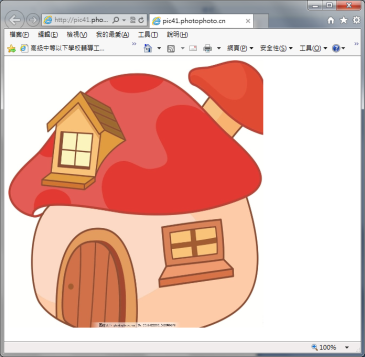 http://pic41.pho...
pic41.photophoto.cn
檔案(F) 編輯(E) 檢視(V) 我的最愛(A) 工具(T) 說明(H)
高級中等以下學校輔導工...
網頁(P) 安全性(S) 工具(O)
100%